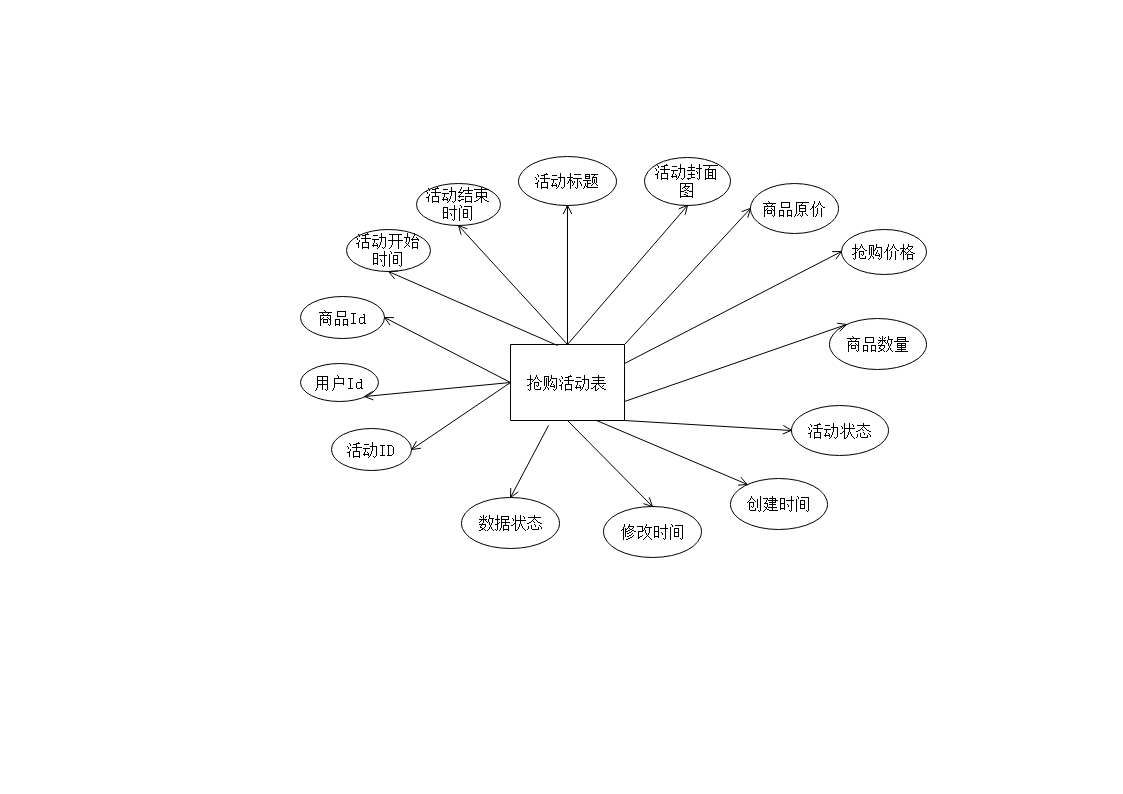 活动标题
活动封面
图
活动结束
时间
商品原价
活动开始
时间
抢购价格
商品Id
商品数量
用户Id
抢购活动表
活动状态
活动ID
创建时间
数据状态
修改时间